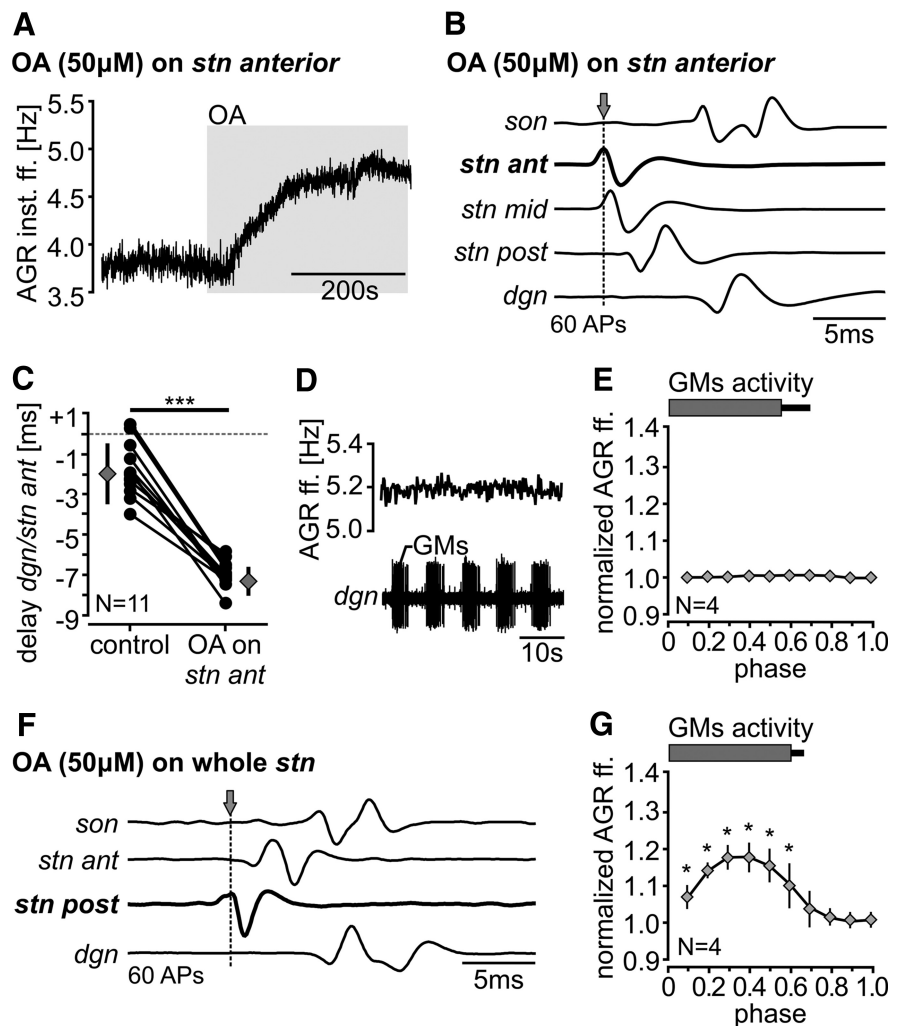 A
OA (50µM) on stn anterior
AGR inst. ff. [Hz]
5.5
5.0
4.5
4.0
3.5
OA
200s
B
OA (50µM) on stn anterior
son
stn ant
stn mid
stn post
dgn
60 APs
5ms
C
delay dgn/stn ant [ms]
+1
-1
-3
-5
-7
-9
***
N=11
control
OA on
stn ant
D
AGR ff. [Hz]
5.4
5.2
5.0
GMs
dgn
10s
E
GMs activity
normalized AGR ff.
1.4
1.3
1.2
1.1
1.0
0.9
N=4
0 0.2 0.4 0.6 0.8 1.0
phase
F
OA (50µM) on whole stn
son
stn ant
stn post
dgn
60 APs
5ms
G
GMs activity
normalized AGR ff.
1.4
1.3
1.2
1.1
1.0
0.9
* * * * * *
N=4
0 0.2 0.4 0.6 0.8 1.0
phase